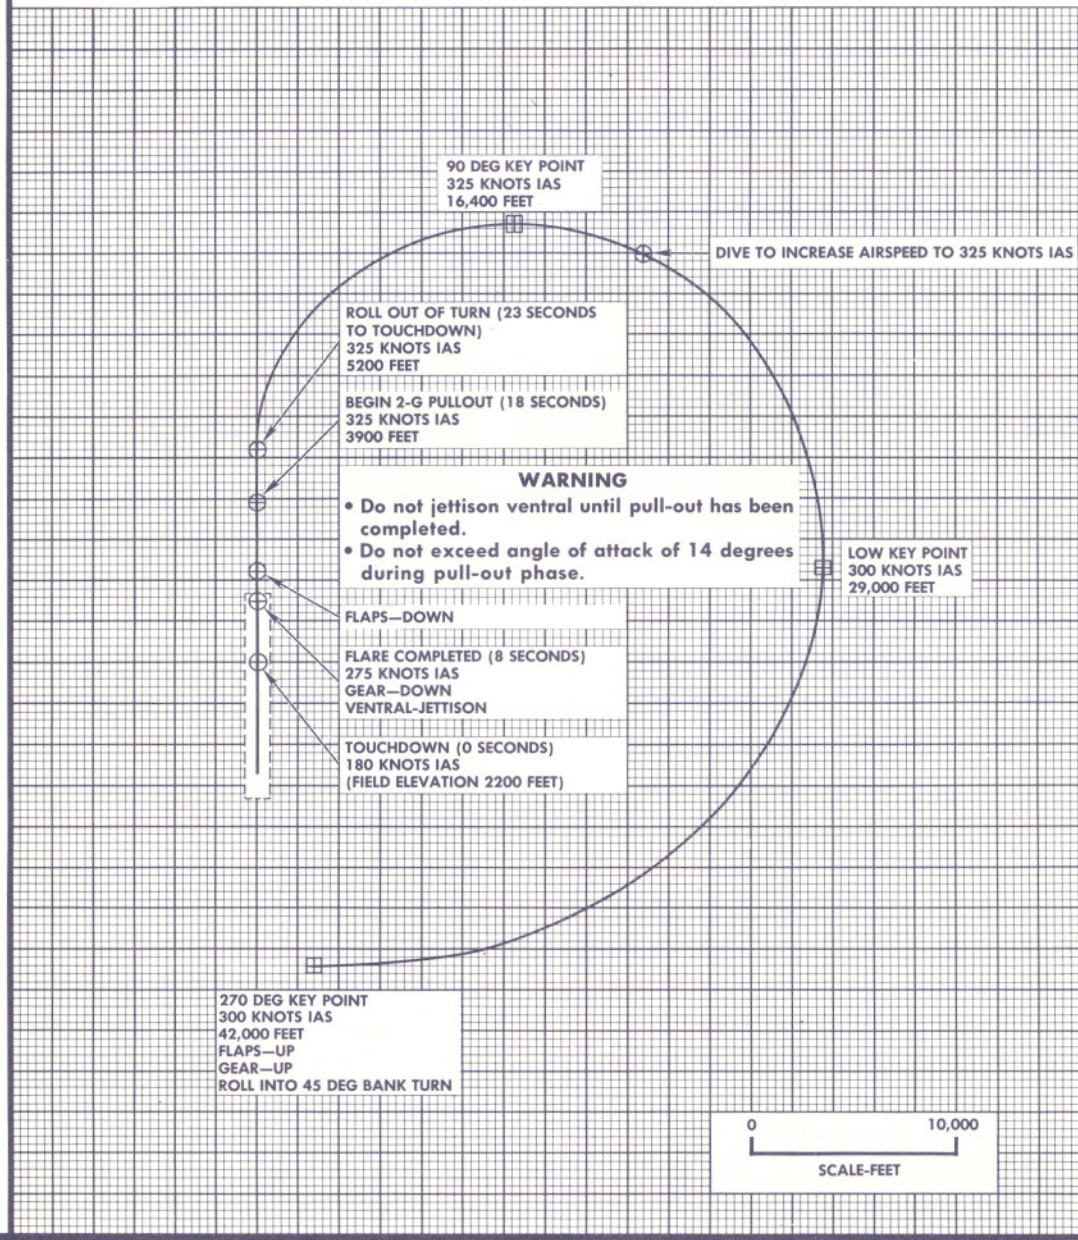 90 DEG KEY POINT
325 KNOTS IAS
16,400 FEET
DIVE TO INCREASE AIRSPEED TO 325 KNOTS IAS
ROLL OUT OF TURN (23 SECONDS
TO TOUCHDOWN)
325 KNOTS IAS
5200 FEET
BEGIN 2-G PULLOUT (18 SECONDS)
325 KNOTS IAS
3900 FEET
WARNING
• Do not jettison ventral until pull-out has been
completed.
• Do not exceed angle of attack of 14 degrees
during pull-out phase.
LOW KEY POINT
300 KNOTS IAS
29,000 FEET
FLAPS—DOWN
FLARE COMPLETED (8 SECONDS)
275 KNOTS IAS
GEAR—DOWN
VENTRAL-JETTISON
TOUCHDOWN (0 SECONDS)
180 KNOTS IAS
(FIELD ELEVATION 2200 FEET)
270 DEG KEY POINT
300 KNOTS IAS
42,000 FEET
FLAPS—UP
GEAR—UP
ROLL INTO 45 DEG BANK TURN
0 10,000
SCALE-FEET